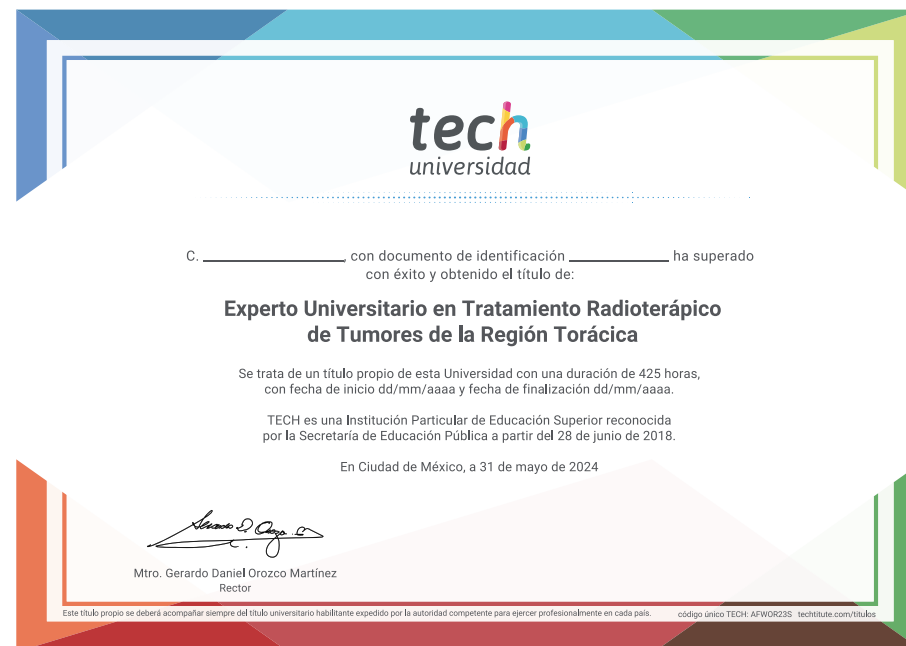 tech
universidad
C. ____________, con documento de identificación ____________ ha superado
con éxito y obtenido el título de:
Experto Universitario en Tratamiento Radioterápico
de Tumores de la Región Torácica
Se trata de un título propio de esta Universidad con una duración de 425 horas,
con fecha de inicio dd/mm/aaaa y fecha de finalización dd/mm/aaaa.
TECH es una Institución Particular de Educación Superior reconocida
por la Secretaría de Educación Pública a partir del 28 de junio de 2018.
En Ciudad de México, a 31 de mayo de 2024
Mtro. Gerardo Daniel Orozco Martínez
Rector
Este título propio se deberá acompañar siempre del título universitario habilitante expedido por la autoridad competente para ejercer profesionalmente en cada país. código único TECH: AFWOR23S techtitute.com/titulos